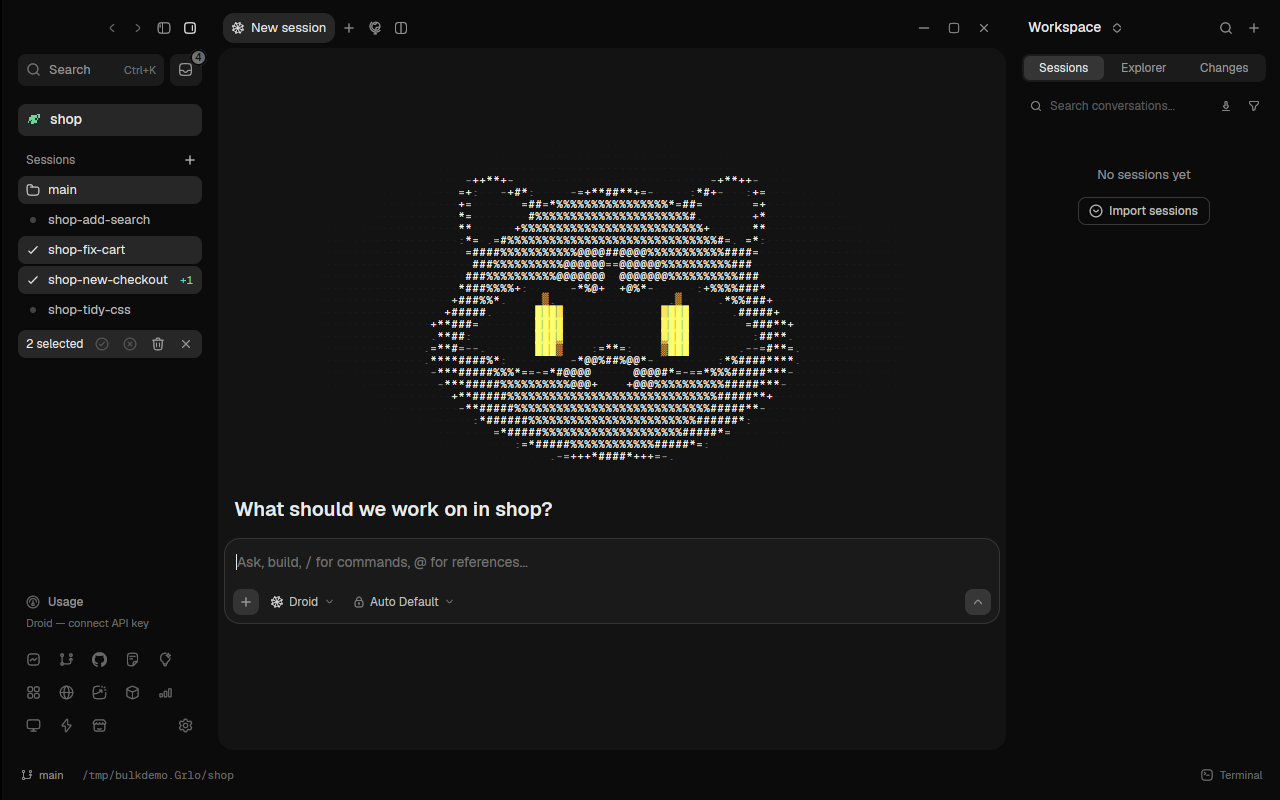 New session
Search
Ctrl+K
4
shop
Sessions
main
shop-add-search
shop-fix-cart
shop-new-checkout +1
shop-tidy-css
2 selected
What should we work on in shop?
Ask, build, / for commands, @ for references...
Droid
Auto Default
Usage
Droid — connect API key
main
/tmp/bulkdemo.Grlo/shop
Workspace
Sessions
Explorer
Changes
Search conversations...
No sessions yet
Import sessions
Terminal